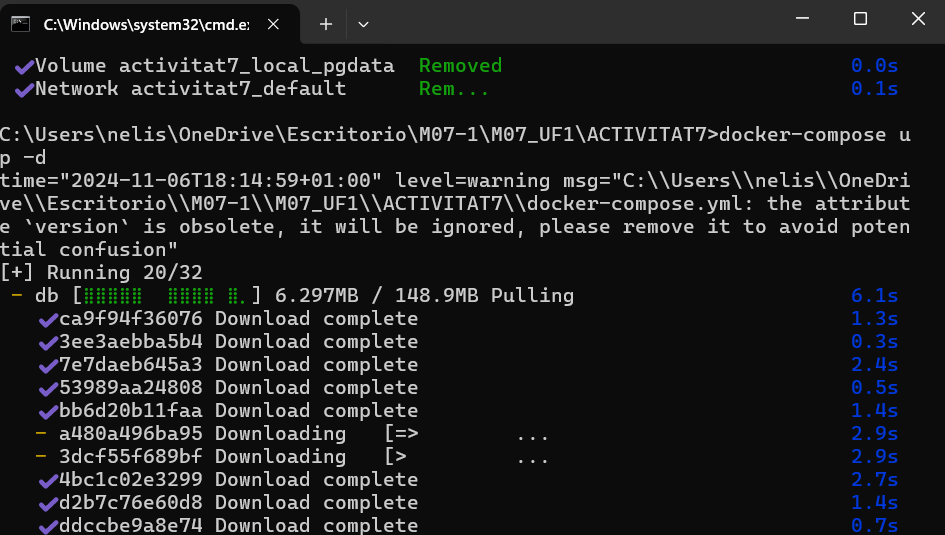 C:\Windows\system32\cmd.e
Volume activitat7_local_pgdata Removed 0.0s
Network activitat7_default Rem... 0.1s
C:\Users\nelis\OneDrive\Escritorio\M07-1\M07_UF1\ACTIVITAT7>docker-compose u
p -d
time="2024-11-06T18:14:59+01:00" level=warning msg="C:\\Users\\nelis\\OneDri
ve\\Escritorio\\M07-1\\M07_UF1\\ACTIVITAT7\\docker-compose.yml: the attribut
e `version` is obsolete, it will be ignored, please remove it to avoid poten
tial confusion"
[+] Running 20/32
- db [⣿⣿⣿⣿⣿  ⣿⣿⣿⣿ ⣿.] 6.297MB / 148.9MB Pulling 6.1s
ca9f94f36076 Download complete 1.3s
3ee3aebba5b4 Download complete 0.3s
7e7daeb645a3 Download complete 2.4s
53989aa24808 Download complete 0.5s
bb6d20b11faa Download complete 1.4s
- a480a496ba95 Downloading [=> ... 2.9s
- 3dcf55f689bf Downloading [> ... 2.9s
4bc1c02e3299 Download complete 2.7s
d2b7c76e60d8 Download complete 1.4s
ddccbe9a8e74 Download complete 0.7s